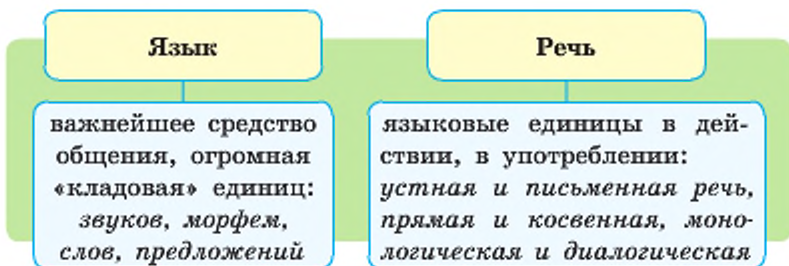 Язык
важнейшее средство
общения, огромная
«кладовая» единиц:
звуков, морфем,
слов, предложений
Речь
языковые единицы в дей-
ствии, в употреблении:
устная и письменная речь,
прямая и косвенная, моно-
логическая и диалогическая